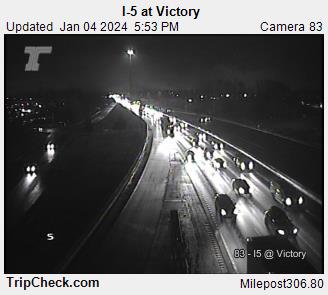 I-5 at Victory
Updated Jan 04 2024 5:53 PM Camera 83
T
S
83 - I5 @ Victory
TripCheck.com Milepost306.80